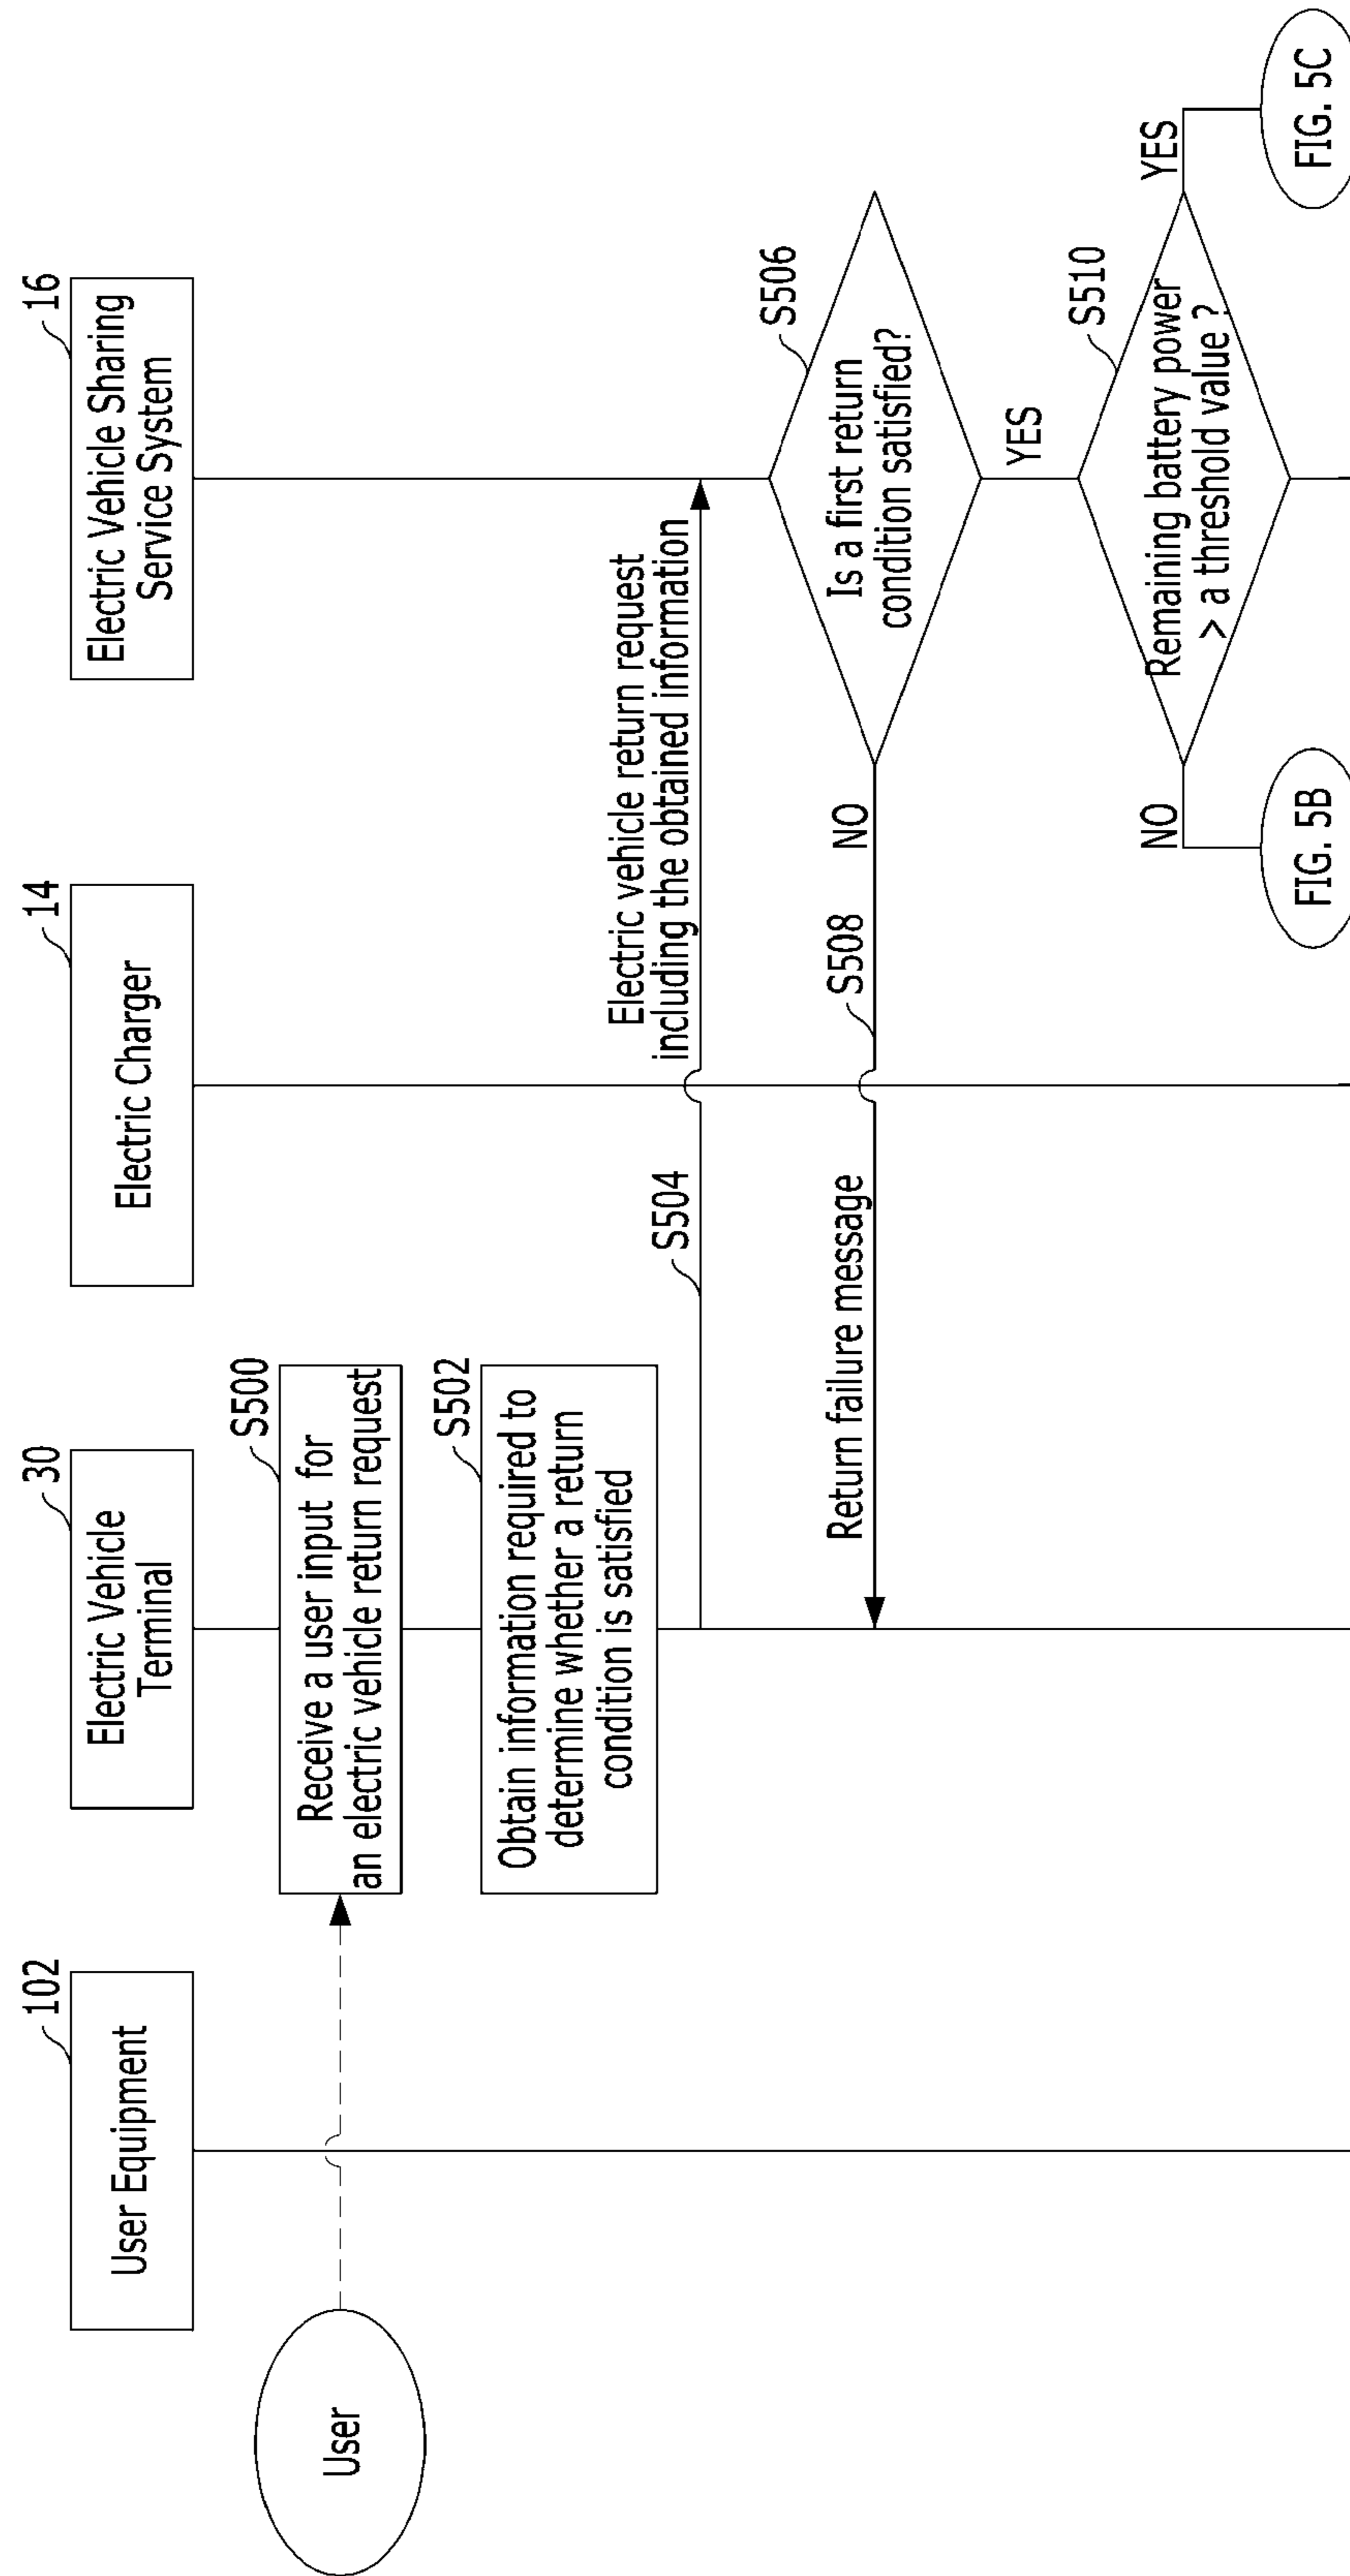 102
User Equipment
30
Electric Vehicle
Terminal
14
Electric Charger
16
Electric Vehicle Sharing
Service System
User
S500
Receive a user input for
an electric vehicle return request
S502
Obtain information required to
determine whether a return
condition is satisfied
S504
Electric vehicle return request
including the obtained information
S506
Is a first return
condition satisfied?
NO
S508
Return failure message
YES
S510
Remaining battery power
> a threshold value ?
NO
YES
FIG. 5B
FIG. 5C